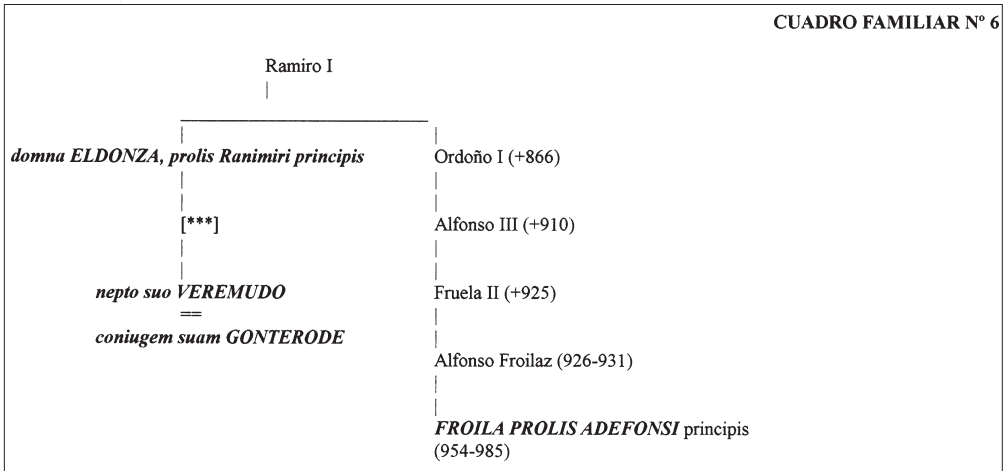 CUADRO FAMILIAR Nº 6
Ramiro I
domna ELDONZA, prolis Ranimiri principis
Ordoño I (+866)
[***]
Alfonso III (+910)
nepto suo VEREMUDO
Fruela II (+925)
==
coniugem suam GONTERODE
Alfonso Froilaz (926-931)
FROILA PROLIS ADEFONSI principis
(954-985)